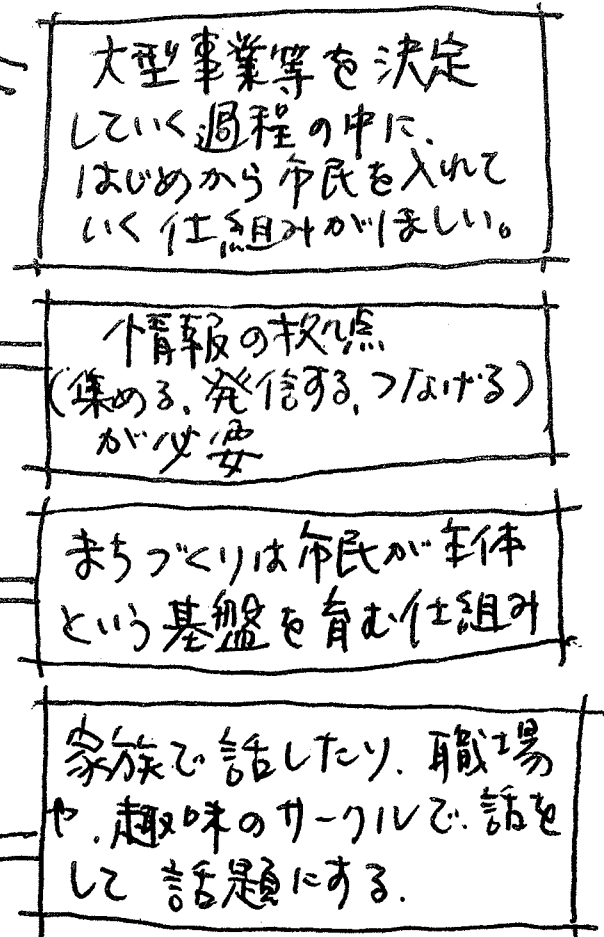 大型事業等を決定
していく過程の中に、
はじめから市民を入れて
いく仕組みがほしい。
情報の拠点
(集める、発信する、つなげる)
が必要
まちづくりは市民が主体
という基盤を育む仕組み
家族で話したり、職場
や、趣味のサークルで、話を
して話題にする。